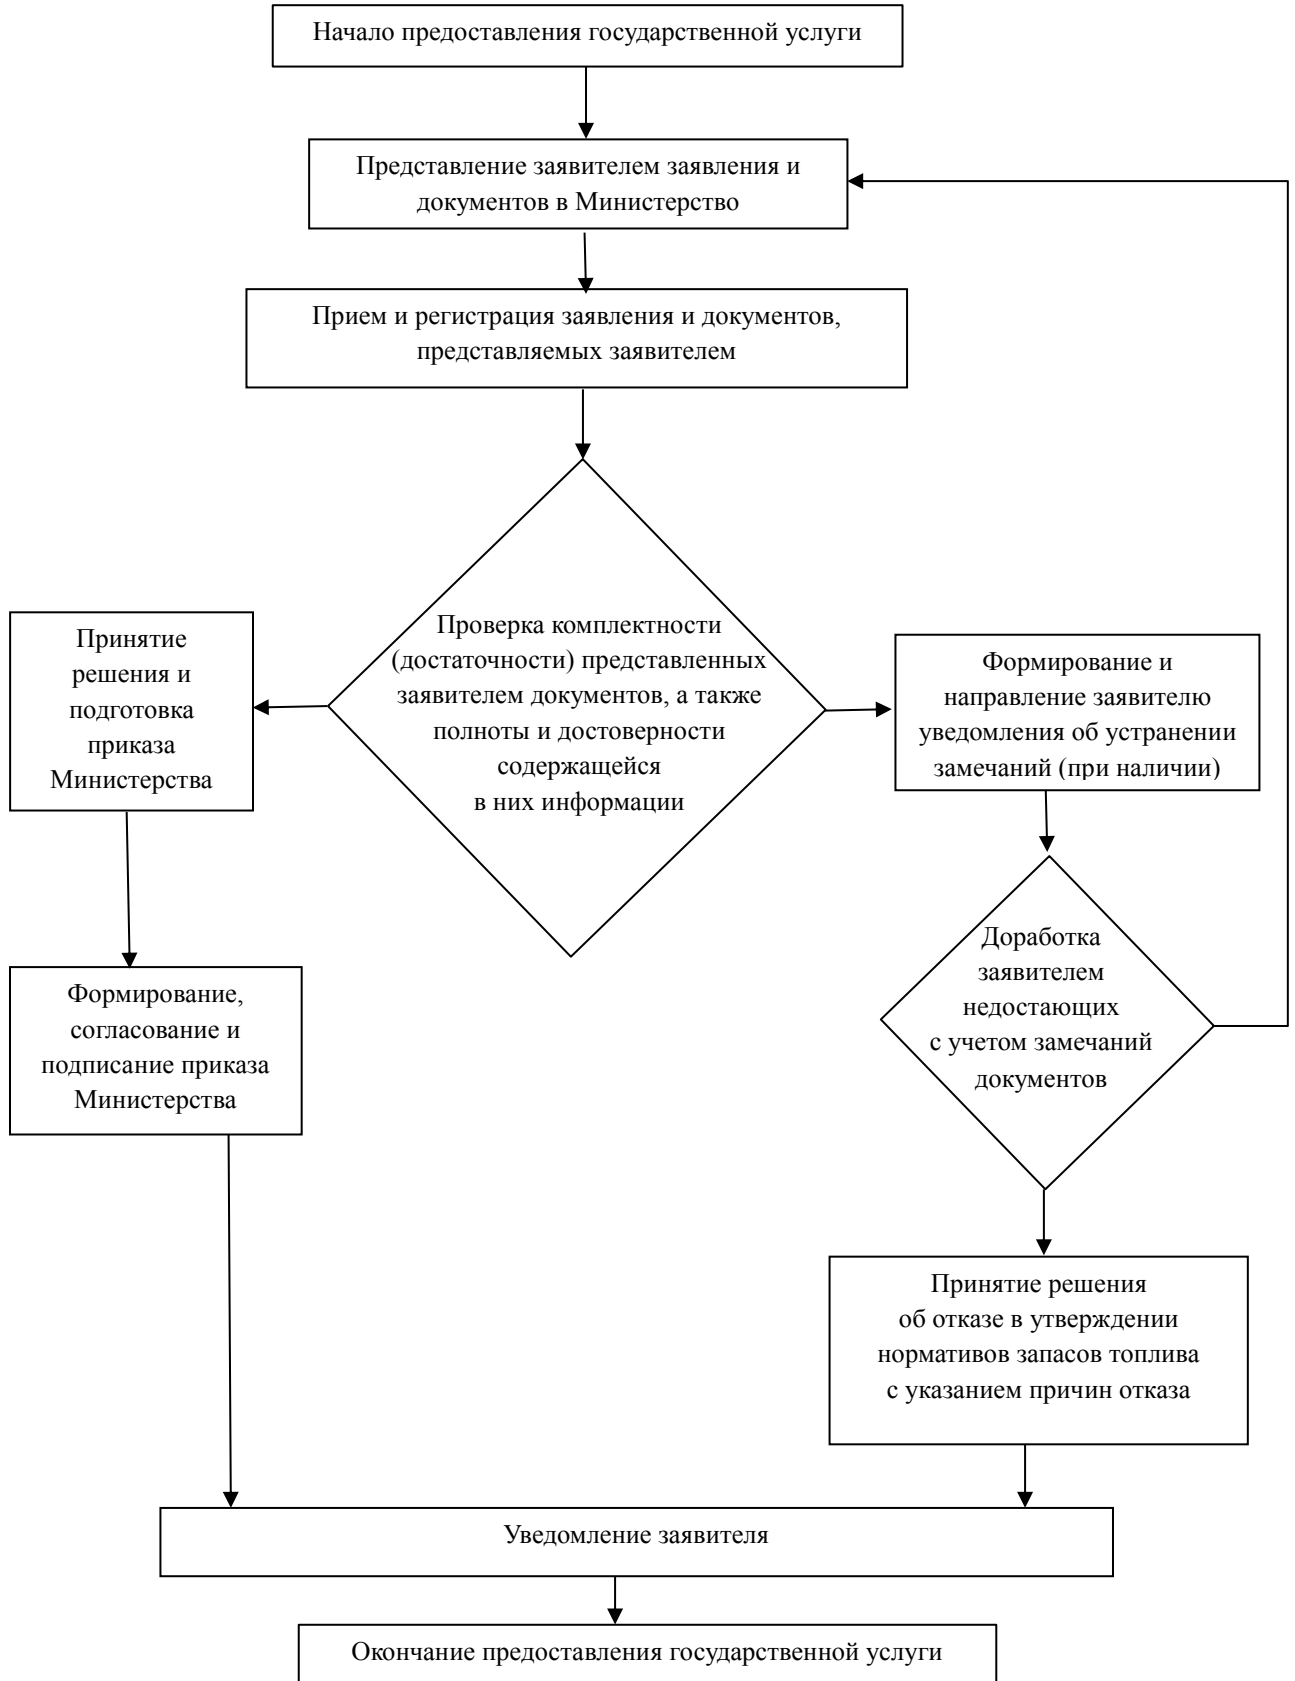 Начало предоставления государственной услуги
Представление заявителем заявления и
документов в Министерство
Прием и регистрация заявления и документов,
представляемых заявителем
Проверка комплектности
(достаточности) представленных
заявителем документов, а также
полноты и достоверности
содержащейся
в них информации
Принятие
решения и
подготовка
приказа
Министерства
Формирование и
направление заявителю
уведомления об устранении
замечаний (при наличии)
Доработка
заявителем
недостающих
с учетом замечаний
документов
Формирование,
согласование и
подписание приказа
Министерства
Принятие решения
об отказе в утверждении
нормативов запасов топлива
с указанием причин отказа
Уведомление заявителя
Окончание предоставления государственной услуги